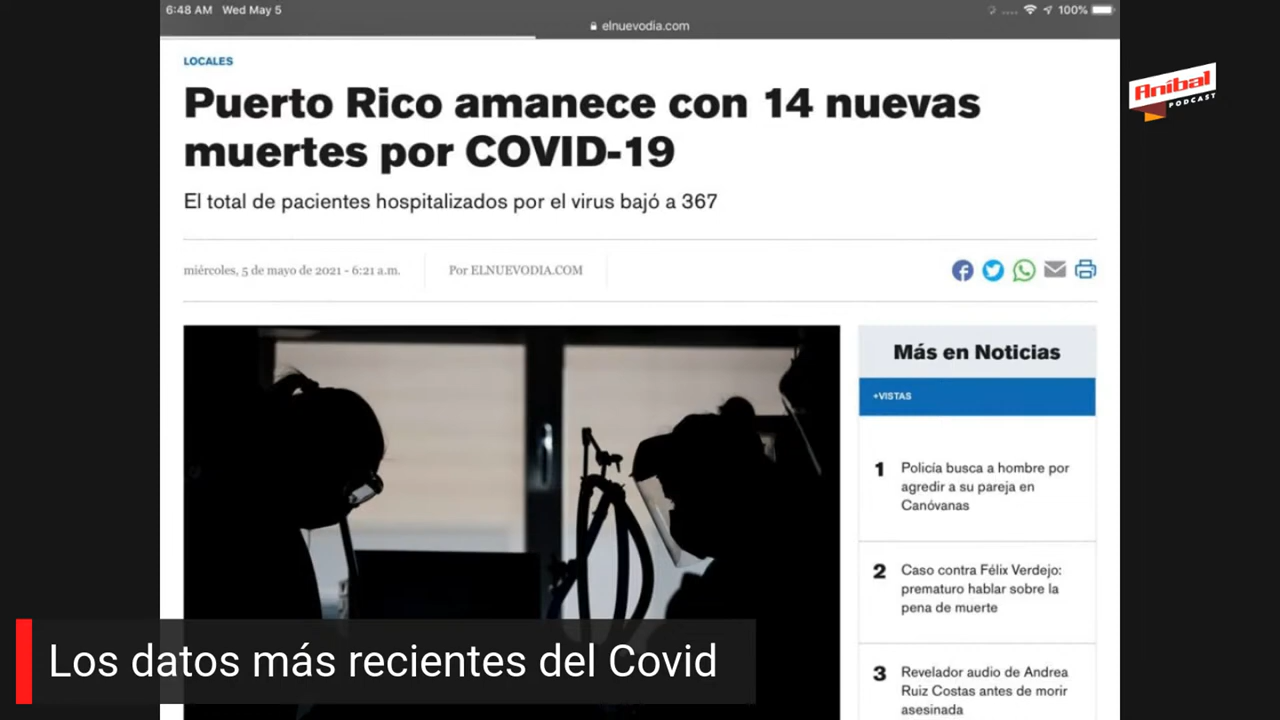 6:48 AM Wed May 5
100%
elnuevodia.com
LOCALES
Puerto Rico amanece con 14 nuevas
muertes por COVID-19
El total de pacientes hospitalizados por el virus bajó a 367
miércoles, 5 de mayo de 2021 - 6:21 a.m.
Por ELNUEVODIA.COM
Más en Noticias
+VISTAS
1 Policía busca a hombre por
agredir a su pareja en
Canóvanas
2 Caso contra Félix Verdejo:
prematuro hablar sobre la
pena de muerte
3 Revelador audio de Andrea
Ruiz Costas antes de morir
asesinada
Los datos más recientes del Covid
Aníbal
PODCAST